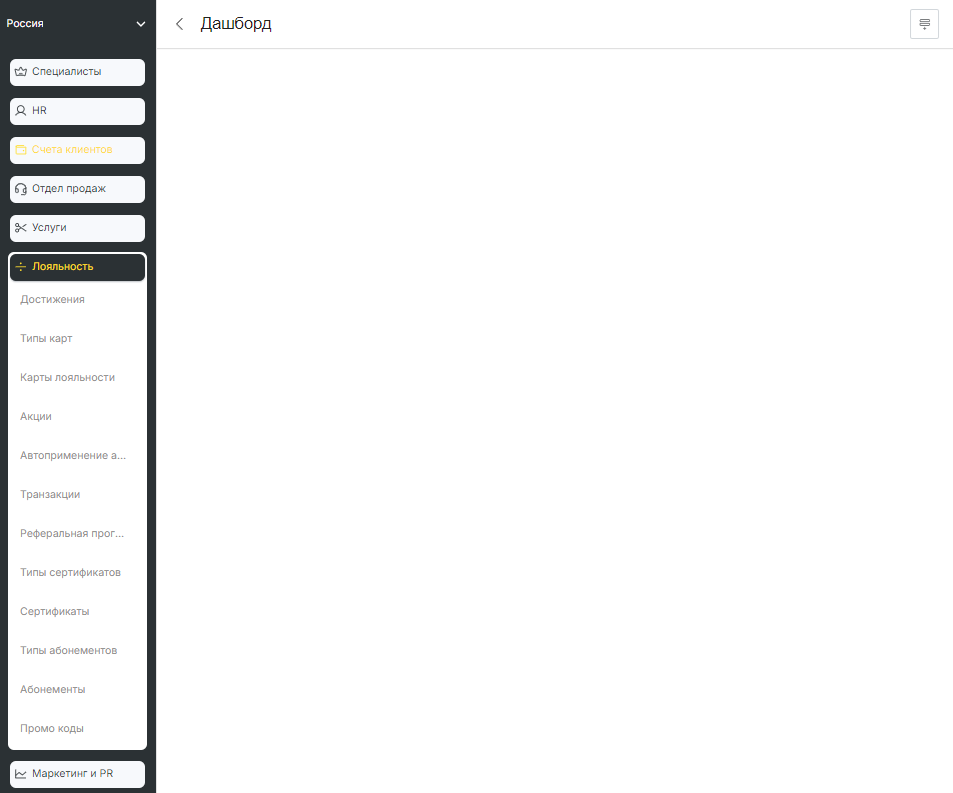 Россия
Дашборд
Специалисты
HR
Счета клиентов
Отдел продаж
Услуги
Лояльность
Достижения
Типы карт
Карты лояльности
Акции
Автоприменение а...
Транзакции
Реферальная прог...
Типы сертификатов
Сертификаты
Типы абонементов
Абонементы
Промо коды
Маркетинг и PR